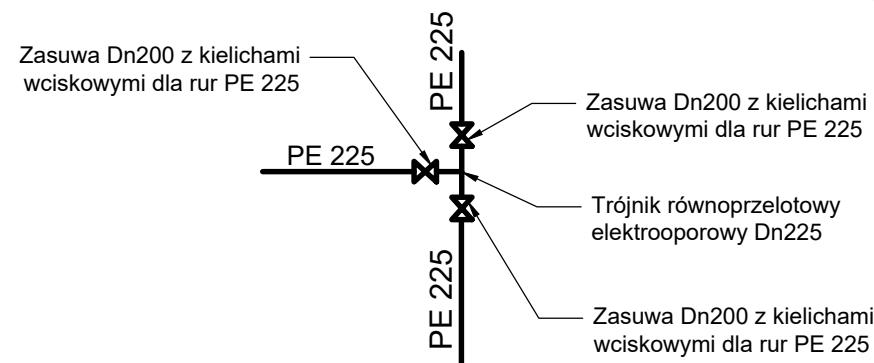 Zasuwa Dn200 z kielichami
wciskowymi dla rur PE 225
PE 225
Zasuwa Dn200 z kielichami
wciskowymi dla rur PE 225
PE 225
Trójnik równoprzelotowy
elektrooporowy Dn225
PE 225
Zasuwa Dn200 z kielichami
wciskowymi dla rur PE 225